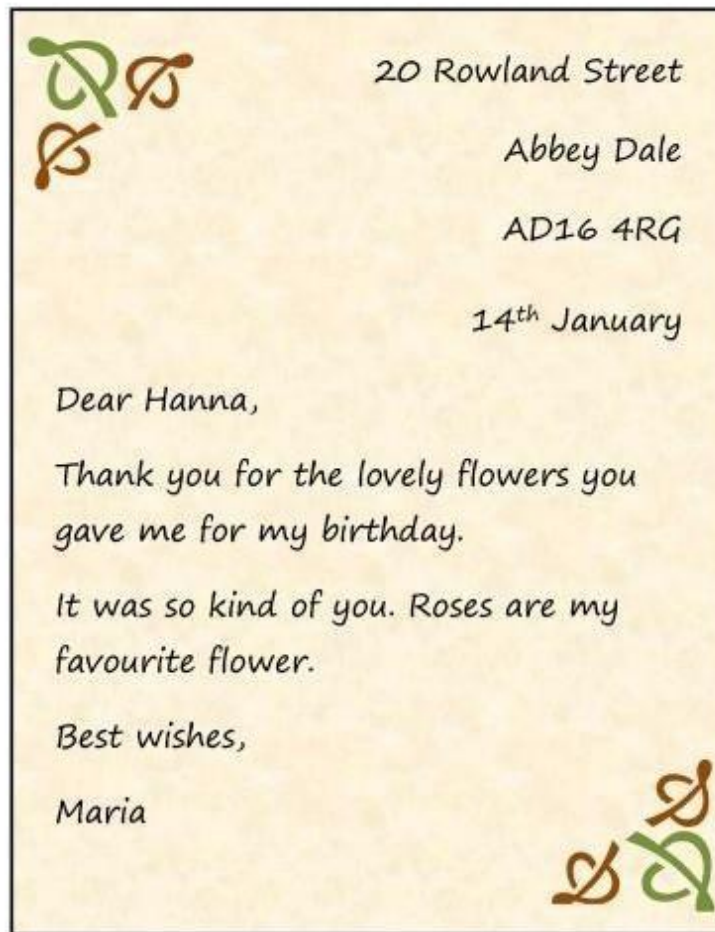 20 Rowland Street
Abbey Dale
AD16 4RG
14th January
Dear Hanna,
Thank you for the lovely flowers you
gave me for my birthday.
It was so kind of you. Roses are my
favourite flower.
Best wishes,
Maria